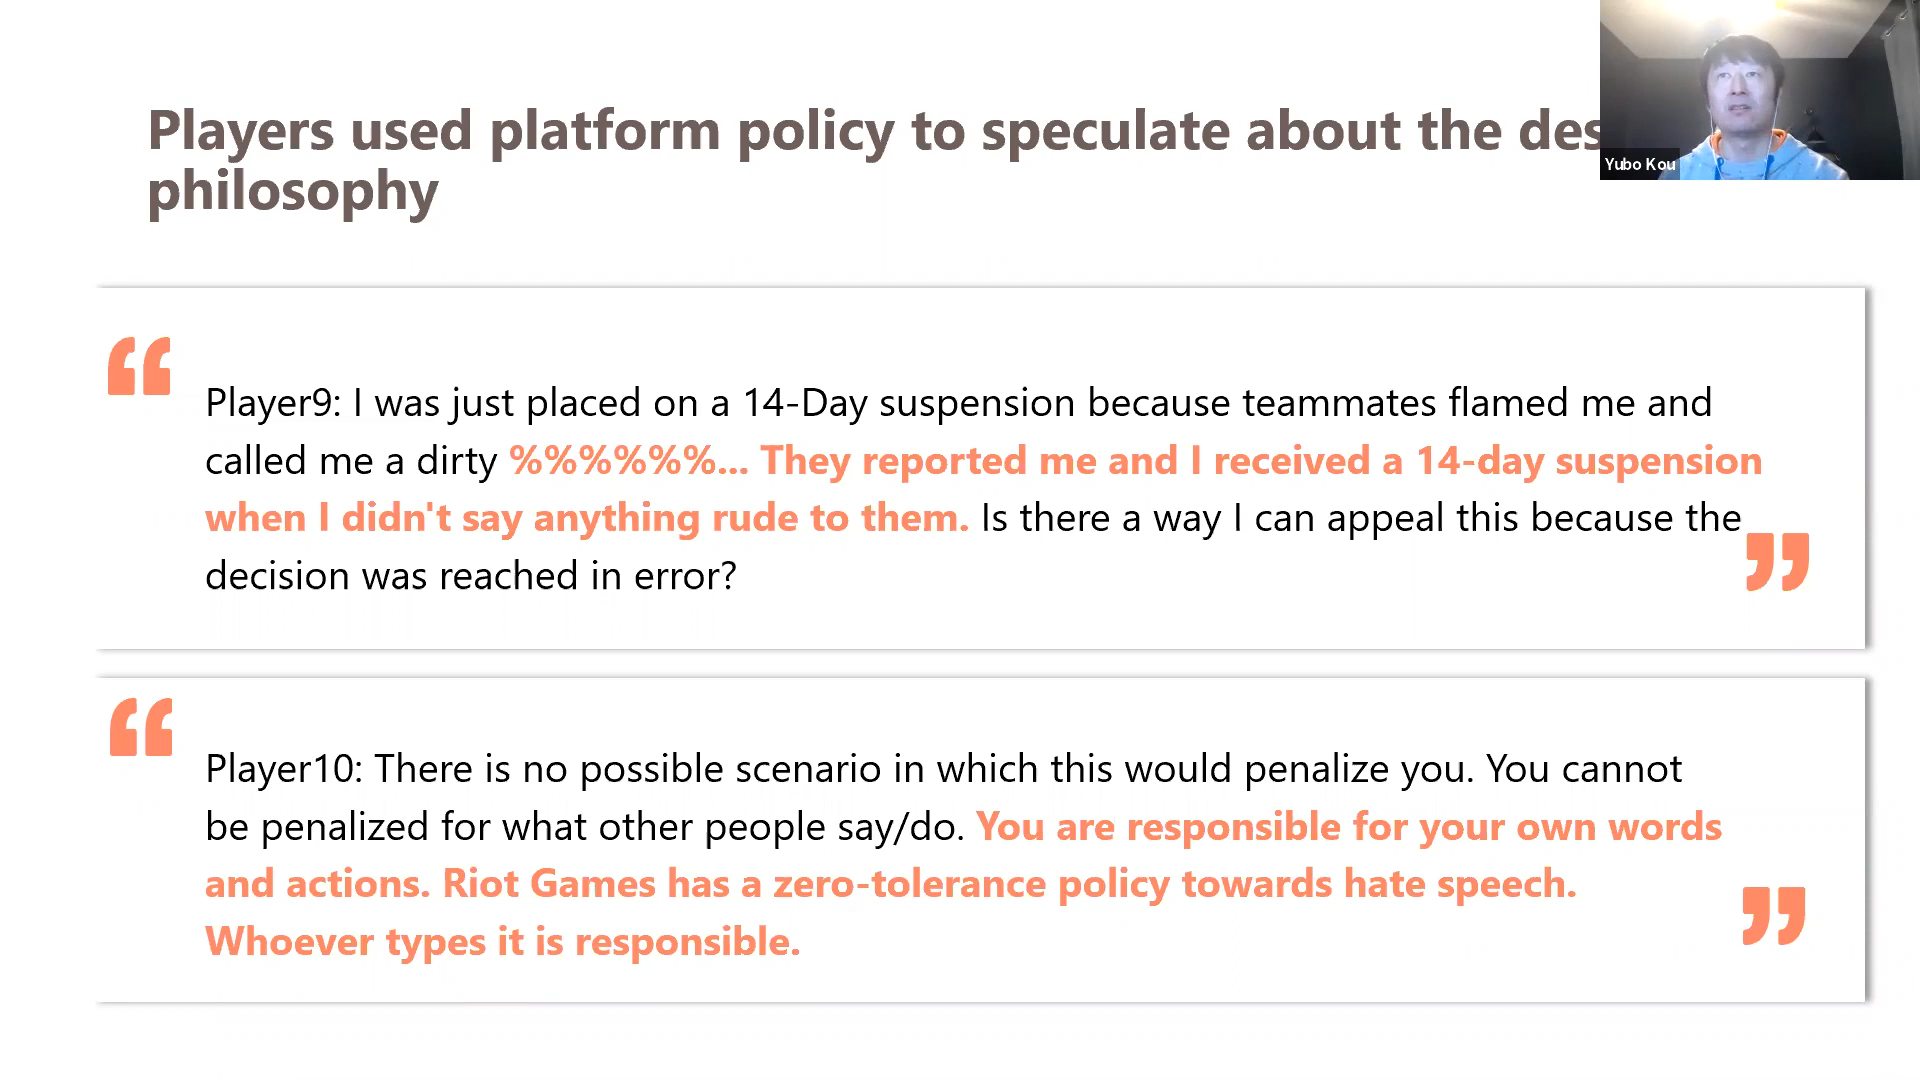 Players used platform policy to speculate about the
philosophy
Yubo Kou
“
Player9: I was just placed on a 14-Day suspension because teammates flamed me and
called me a dirty %%%%%%... They reported me and I received a 14-day suspension
when I didn't say anything rude to them. Is there a way I can appeal this because the
decision was reached in error?
”
“
Player10: There is no possible scenario in which this would penalize you. You cannot
be penalized for what other people say/do. You are responsible for your own words
and actions. Riot Games has a zero-tolerance policy towards hate speech.
Whoever types it is responsible.
”